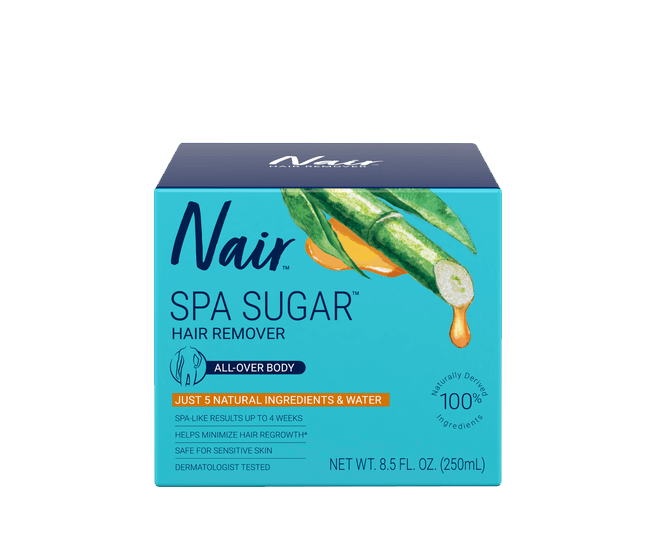 Nair
HAIR REMOVER
Nair™
SPA SUGAR™
HAIR REMOVER
ALL-OVER BODY
JUST 5 NATURAL INGREDIENTS & WATER
SPA-LIKE RESULTS UP TO 4 WEEKS
HELPS MINIMIZE HAIR REGROWTH*
SAFE FOR SENSITIVE SKIN
DERMATOLOGIST TESTED
Naturally Derived
100%
Ingredients
NET WT. 8.5 FL. OZ. (250mL)